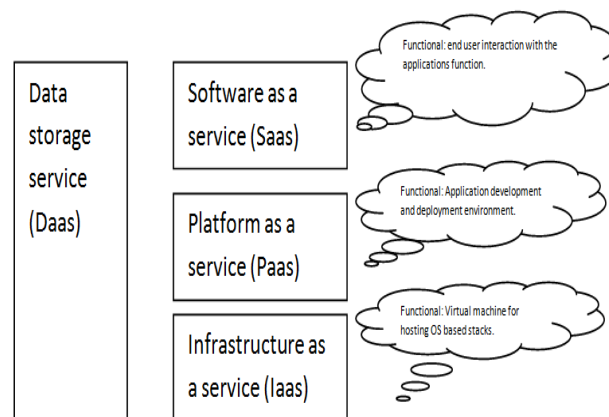 Data
storage
service
(Daas)
Software as a
service (Saas)
Functional: end user interaction with the
applications function.
Platform as a
service (Paas)
Functional: Application development
and deployment environment.
Infrastructure as
a service (Iaas)
Functional: Virtual machine for
hosting OS based stacks.